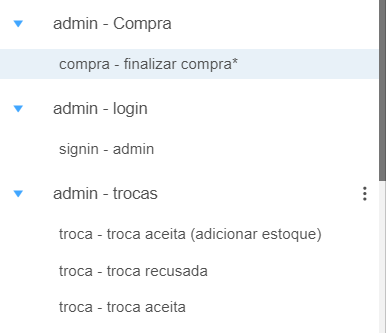 admin - Compra
compra - finalizar compra*
admin - login
signin - admin
admin - trocas
troca - troca aceita (adicionar estoque)
troca - troca recusada
troca - troca aceita